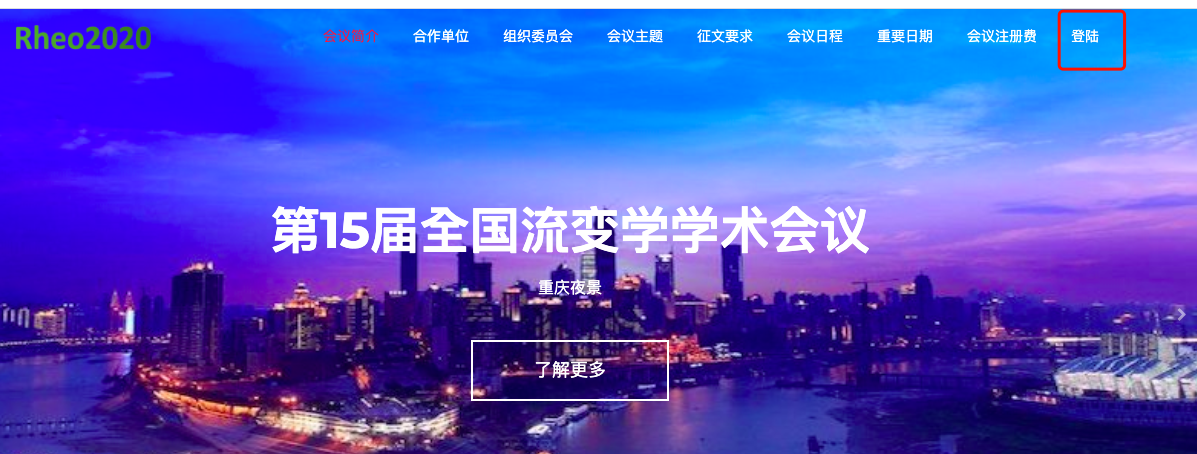 Rheo2020 会议简介 合作单位 组织委员会 会议主题 征文要求 会议日程 重要日期 会议注册费 登陆
第15届全国流变学学术会议
重庆夜景
了解更多